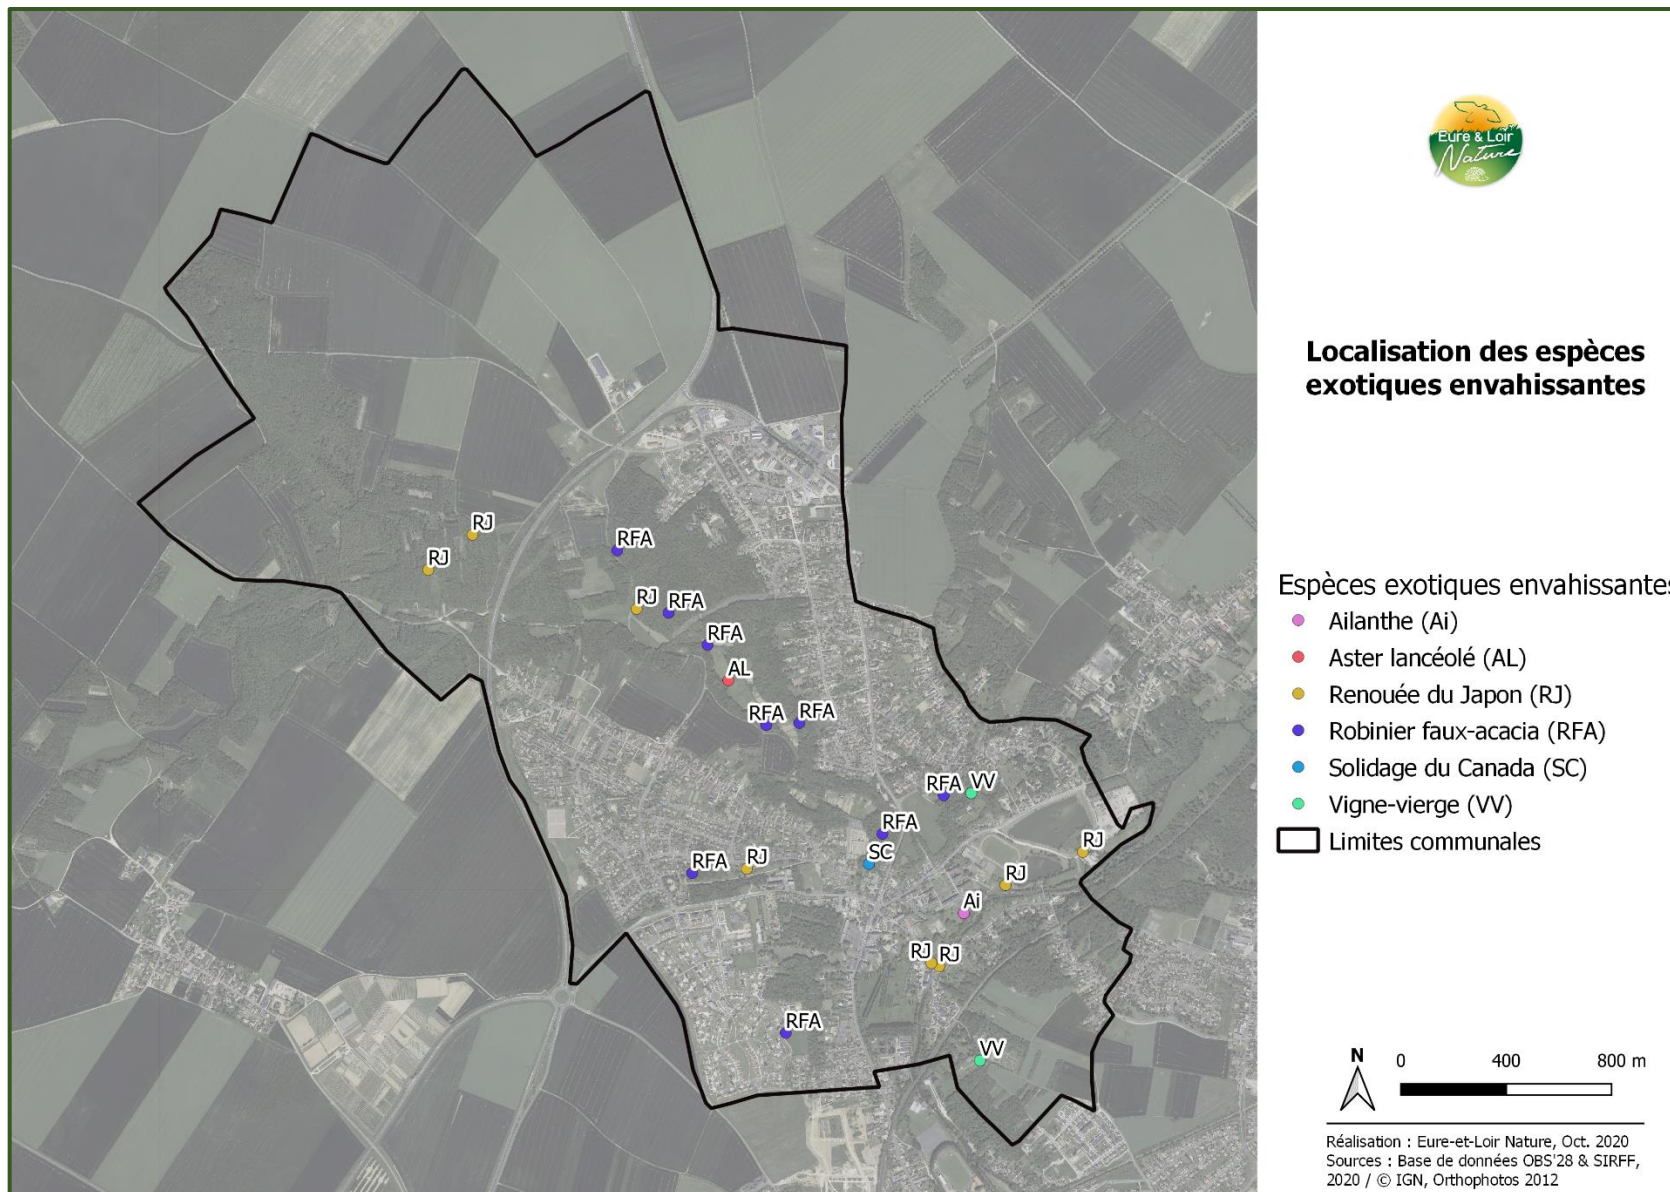 Eure & Loir
Nature
Localisation des espèces
exotiques envahissantes
RJ
RJ
RFA
RJ
RFA
RFA
AL
RFA
RFA
RFA
VV
RFA
SC
RFA
RJ
RJ
RJ
Ai
RJ
RJ
RFA
VV
Espèces exotiques envahissantes
Ailanthe (Ai)
Aster lancéolé (AL)
Renouée du Japon (RJ)
Robinier faux-acacia (RFA)
Solidage du Canada (SC)
Vigne-vierge (VV)
Limites communales
N
0 400 800 m
Réalisation : Eure-et-Loir Nature, Oct. 2020
Sources : Base de données OBS'28 & SIRFF,
2020 / © IGN, Orthophotos 2012